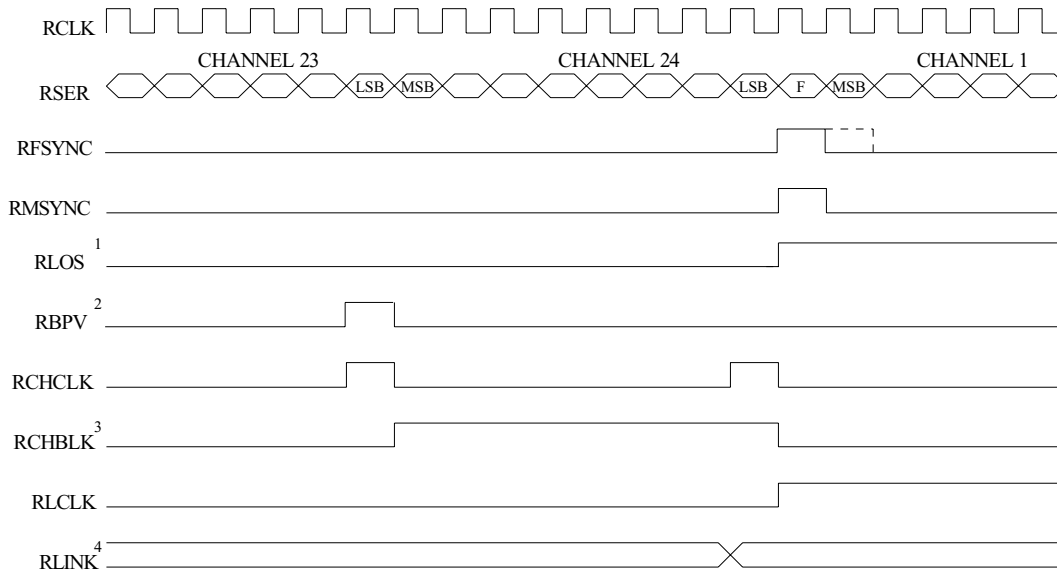 RCLK
CHANNEL 23 CHANNEL 24 CHANNEL 1
RSER LSB MSB LSB F MSB
RFSYNC
RMSYNC
RLOS 1
RBPV 2
RCHCLK
RCHBLK 3
RLCLK
RLINK 4